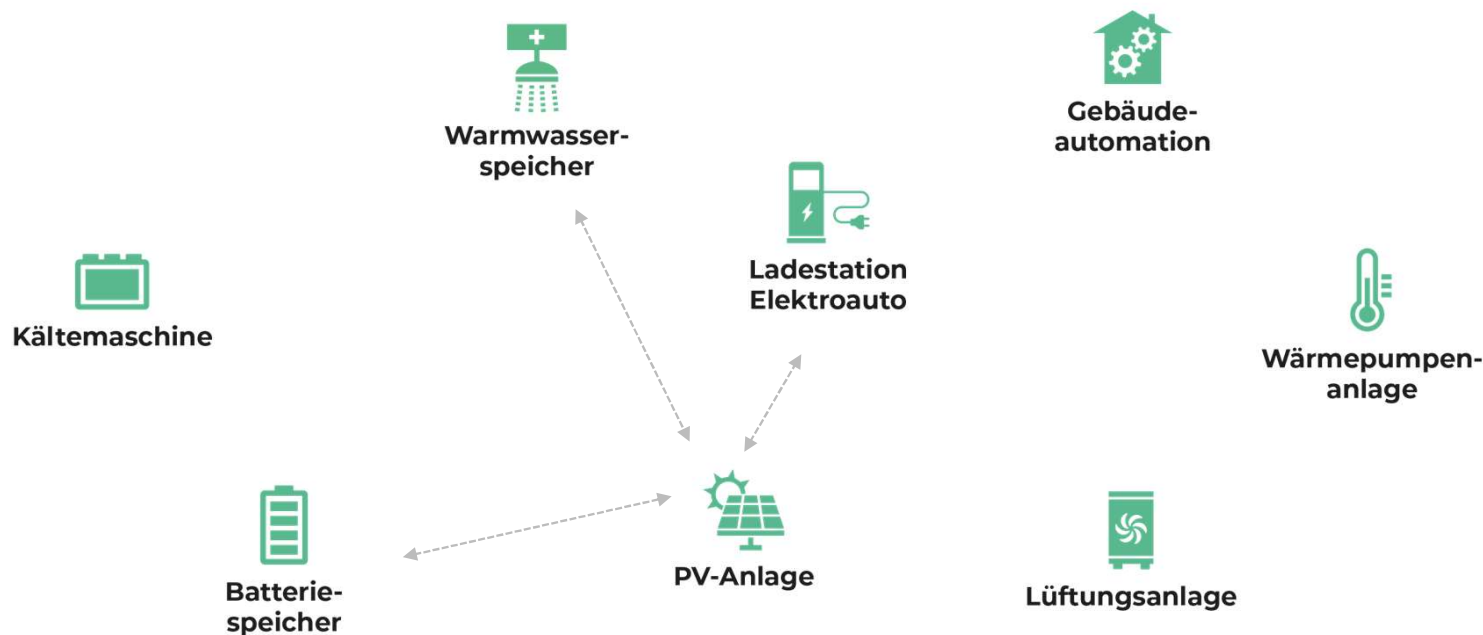 Warmwasser-
speicher
Gebäude-
automation
Ladestation
Elektroauto
Kältemaschine
Wärmepumpen-
anlage
Batterie-
speicher
PV-Anlage
Lüftungsanlage